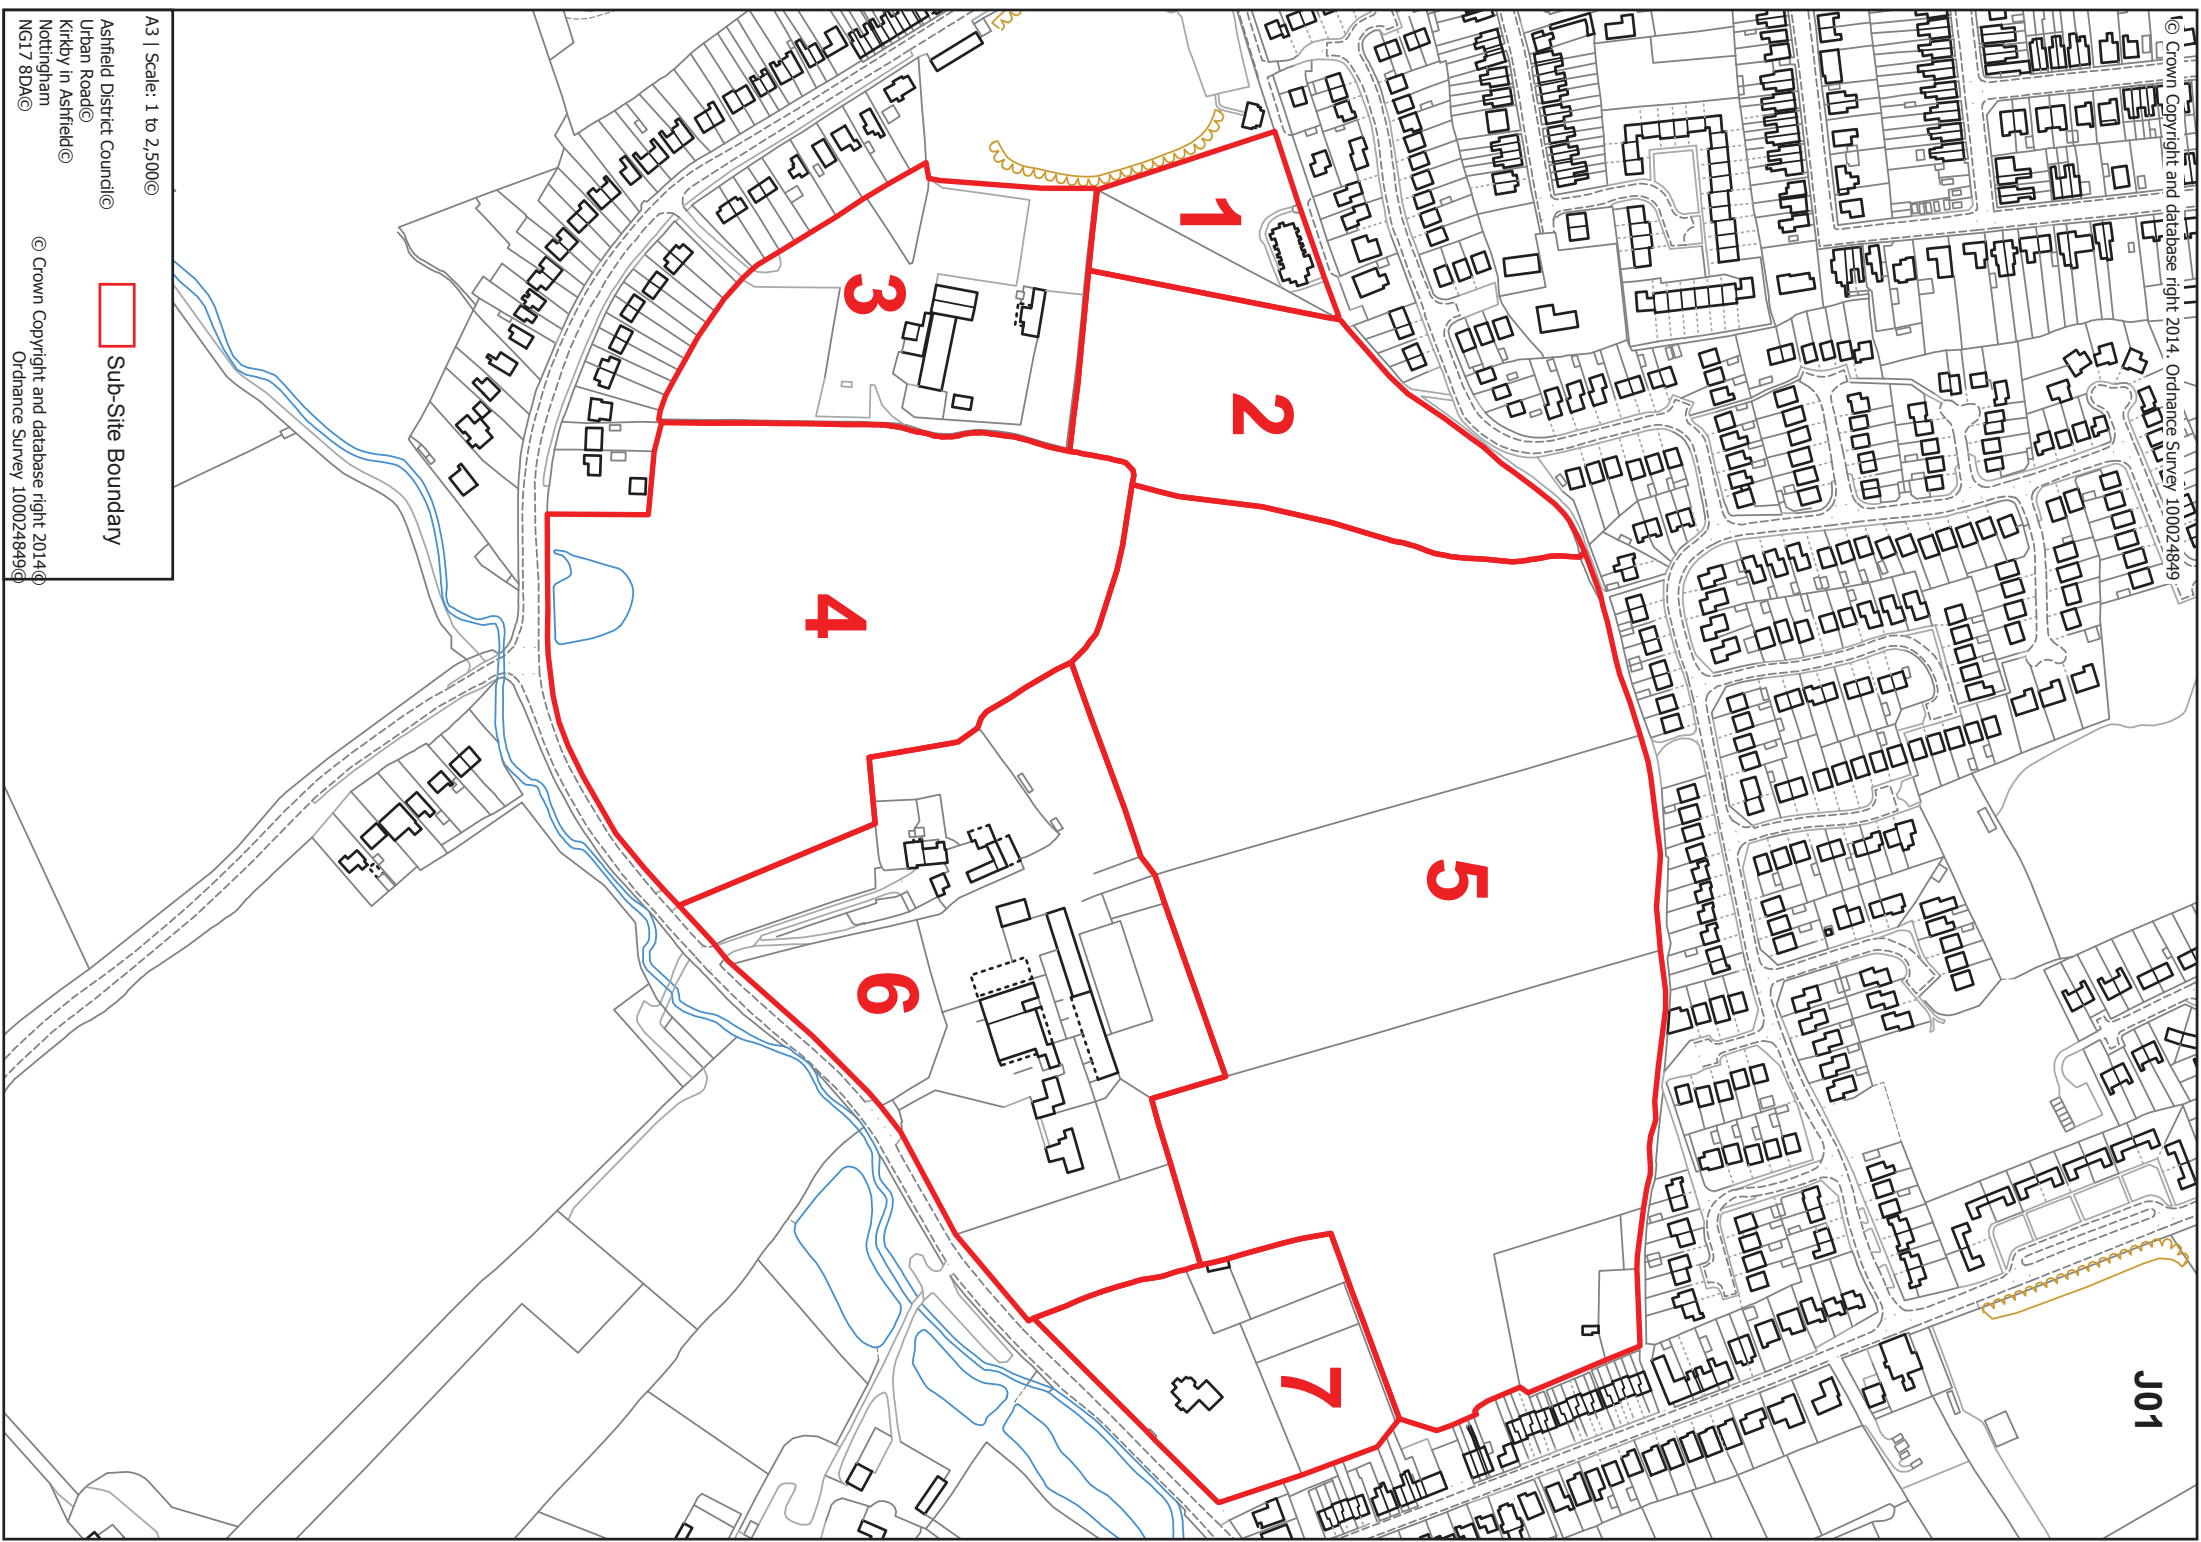 © Crown Copyright and database right 2014. Ordnance Survey 100024849
J01
1
2
3
4
5
6
7
A3 | Scale: 1 to 2,500©
Ashfield District Council©
Urban Road©
Kirkby in Ashfield©
Nottingham
NG17 8DA©
Sub-Site Boundary
© Crown Copyright and database right 2014©
Ordnance Survey 100024849©